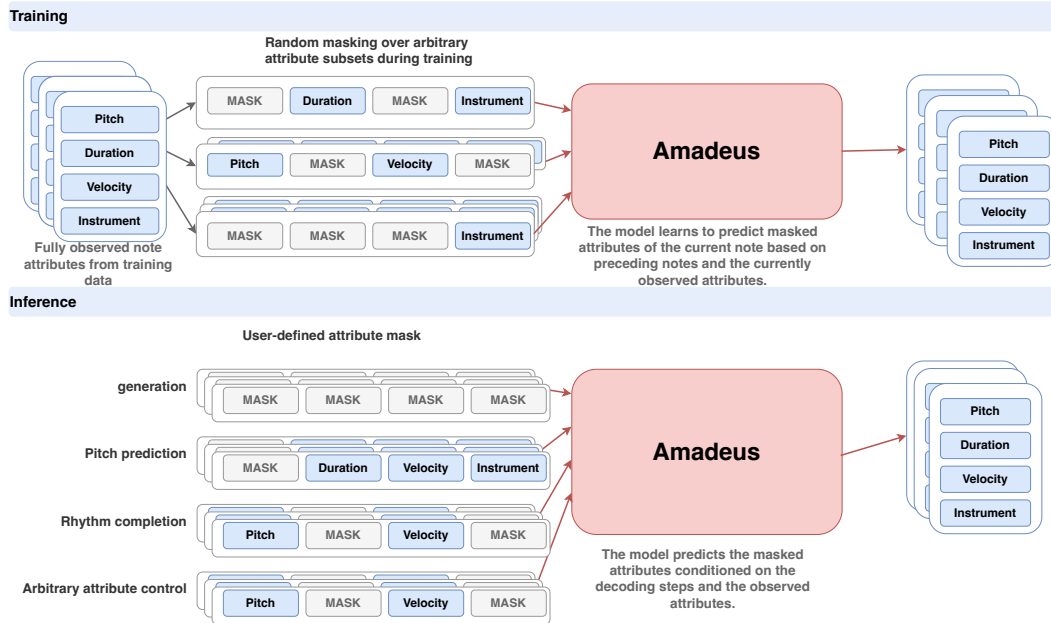 Training
Random masking over arbitrary
attribute subsets during training
Pitch
Duration
Velocity
Instrument
Fully observed note
attributes from training
data
MASK Duration MASK Instrument
Pitch MASK Velocity MASK
MASK MASK MASK Instrument
Amadeus
The model learns to predict masked
attributes of the current note based on
preceding notes and the currently
observed attributes.
Pitch
Duration
Velocity
Instrument
Inference
User-defined attribute mask
generation
MASK MASK MASK MASK
Pitch prediction
MASK Duration Velocity Instrument
Rhythm completion
Pitch MASK Velocity MASK
Arbitrary attribute control
Pitch MASK Velocity MASK
Amadeus
The model predicts the masked
attributes conditioned on the
decoding steps and the observed
attributes.
Pitch
Duration
Velocity
Instrument